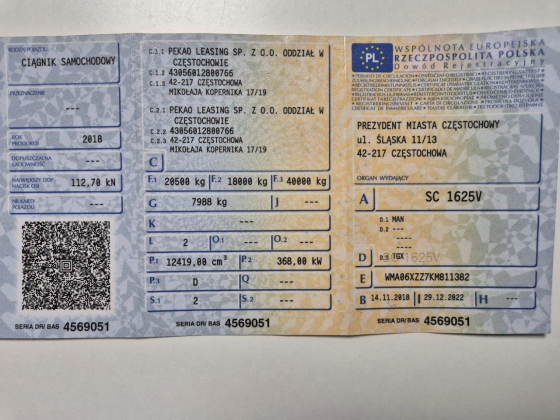 RODZAJ POJAZDU
CIĄGNIK SAMOCHODOWY
PRZEZNACZENIE
---
ROK
PRODUKCJI
2018
DOPUSZCZALNA
ŁADOWNOŚĆ
---
NAJWIĘKSZY DOP.
NACISK OSI
112,70 kN
NR KARTY
POJAZDU
---
SERIA DR/ BAS 4569051
C.1.1 PEKAO LEASING SP. Z O.O. ODDZIAŁ W
CZĘSTOCHOWIE
C.1.2 43056012800766
C.1.3 42-217 CZĘSTOCHOWA
MIKOŁAJA KOPERNIKA 17/19
C.2.1 PEKAO LEASING SP. Z O.O. ODDZIAŁ W
CZĘSTOCHOWIE
C.2.2 43056012800766
C.2.3 42-217 CZĘSTOCHOWA
MIKOŁAJA KOPERNIKA 17/19
C
F.1 20500 kg F.2 18000 kg F.3 40000 kg
G 7988 kg J ---
K ---
L 2 O.1 --- O.2 ---
P.1 12419,00 cm³ P.2 368,00 kW
P.3 D Q ---
S.1 2 S.2 ---
SERIA DR/ BAS 4569051
PL
WSPÓLNOTA EUROPEJSKA
RZECZPOSPOLITA POLSKA
Dowód Rejestracyjny
PREZYDENT MIASTA CZĘSTOCHOWY
ul. ŚLĄSKA 11/13
42-217 CZĘSTOCHOWA
ORGAN WYDAJĄCY
A SC 1625V
D.1 MAN
D.2 ---
----
----
D D.3 TGX
E WMA06XZZ7KM811382
B 14.11.2018 I 29.12.2022 H ---
SERIA DR/ BAS 4569051